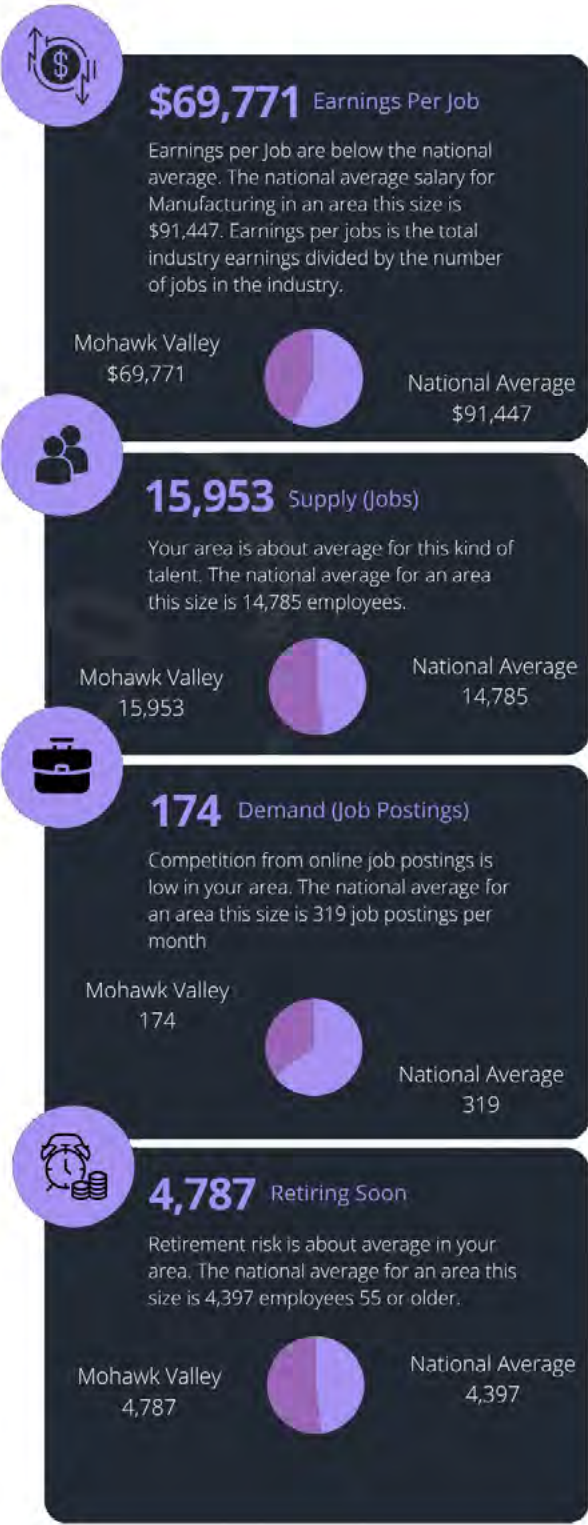 $69,771 Earnings Per Job
Earnings per Job are below the national
average. The national average salary for
Manufacturing in an area this size is
$91,447. Earnings per jobs is the total
industry earnings divided by the number
of jobs in the industry.
Mohawk Valley
$69,771
National Average
$91,447
15,953 Supply (Jobs)
Your area is about average for this kind of
talent. The national average for an area
this size is 14,785 employees.
Mohawk Valley
15,953
National Average
14,785
174 Demand (Job Postings)
Competition from online job postings is
low in your area. The national average for
an area this size is 319 job postings per
month
Mohawk Valley
174
National Average
319
4,787 Retiring Soon
Retirement risk is about average in your
area. The national average for an area this
size is 4,397 employees 55 or older.
Mohawk Valley
4,787
National Average
4,397